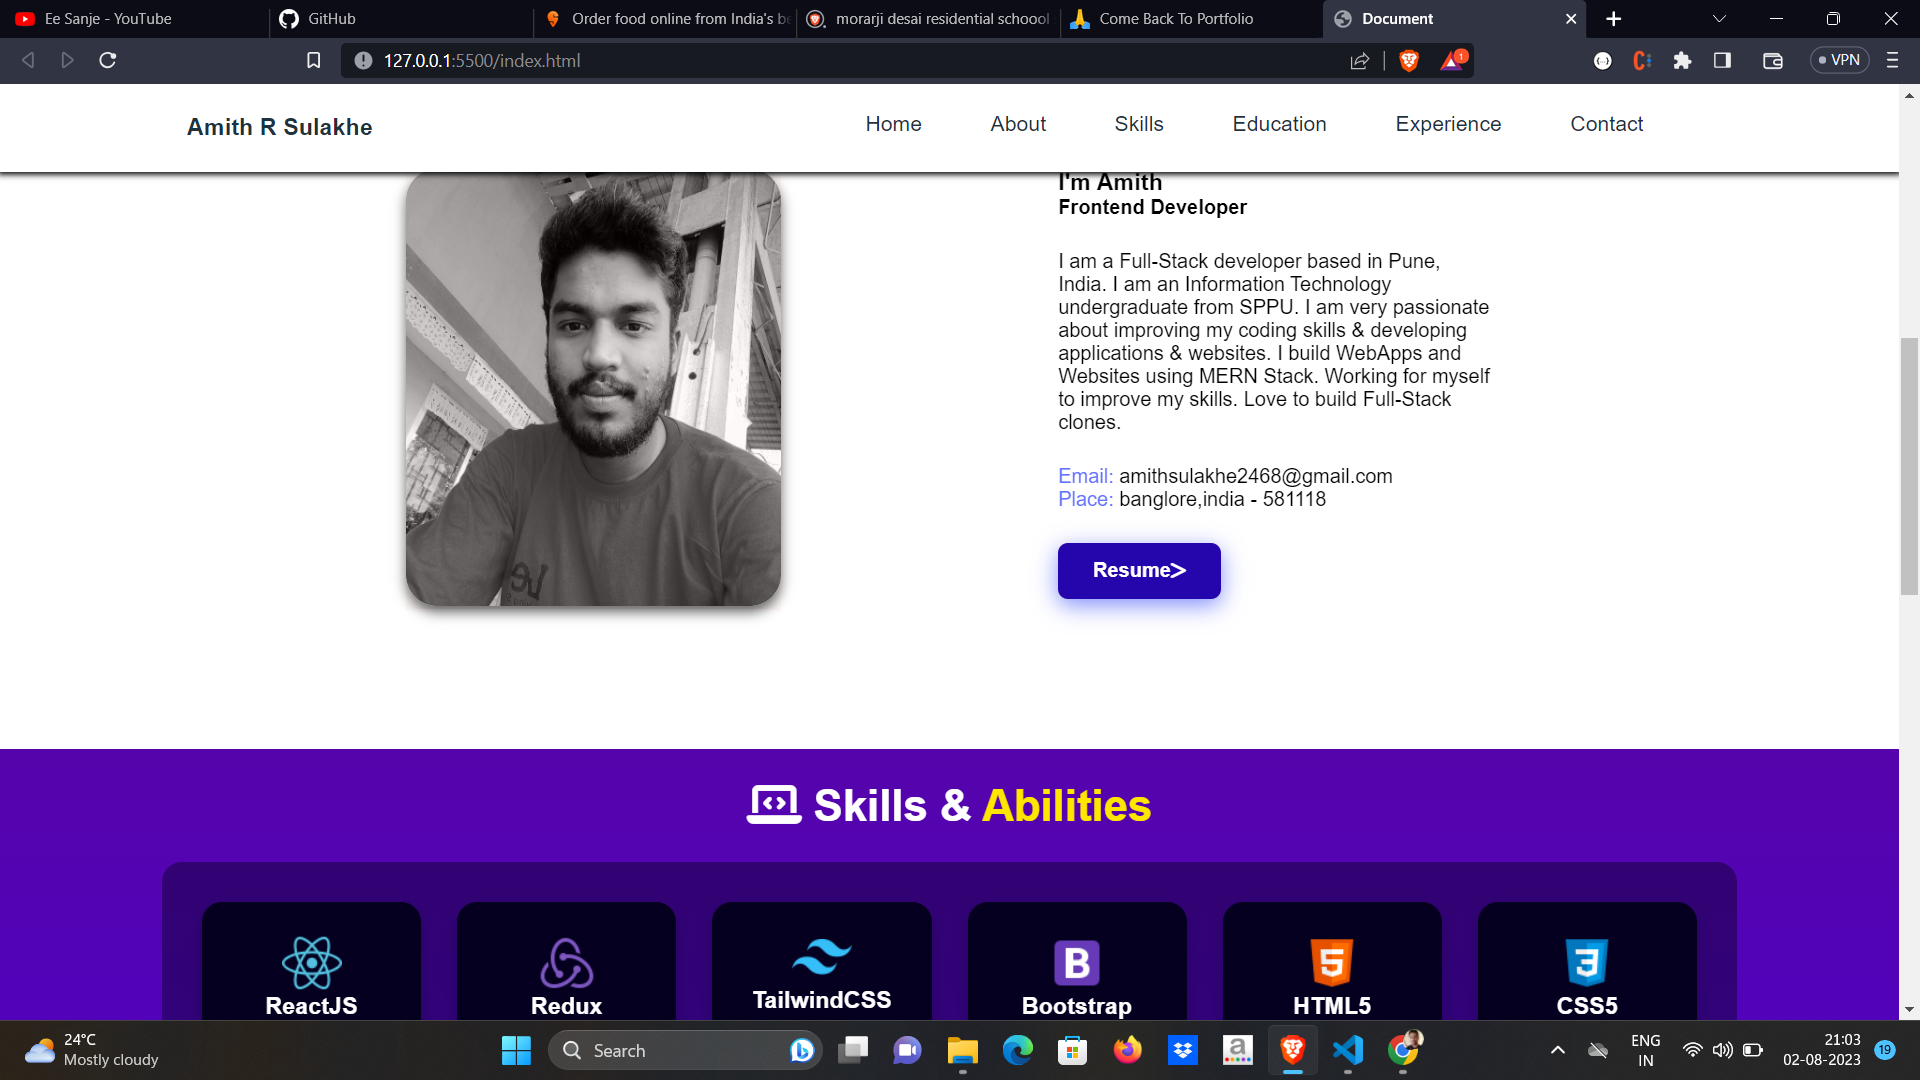 Ee Sanje - YouTube
GitHub
Order food online from India's be
morarji desai residential schoool
Come Back To Portfolio
Document
127.0.0.1:5500/index.html
1
VPN
Amith R Sulakhe
Home
About
Skills
Education
Experience
Contact
I'm Amith
Frontend Developer
I am a Full-Stack developer based in Pune,
India. I am an Information Technology
undergraduate from SPPU. I am very passionate
about improving my coding skills & developing
applications & websites. I build WebApps and
Websites using MERN Stack. Working for myself
to improve my skills. Love to build Full-Stack
clones.
Email: amithsulakhe2468@gmail.com
Place: banglore,india - 581118
Resume>
Skills & Abilities
ReactJS
Redux
TailwindCSS
Bootstrap
HTML5
CSS5
24°C
Mostly cloudy
Search
ENG
IN
21:03
02-08-2023
19